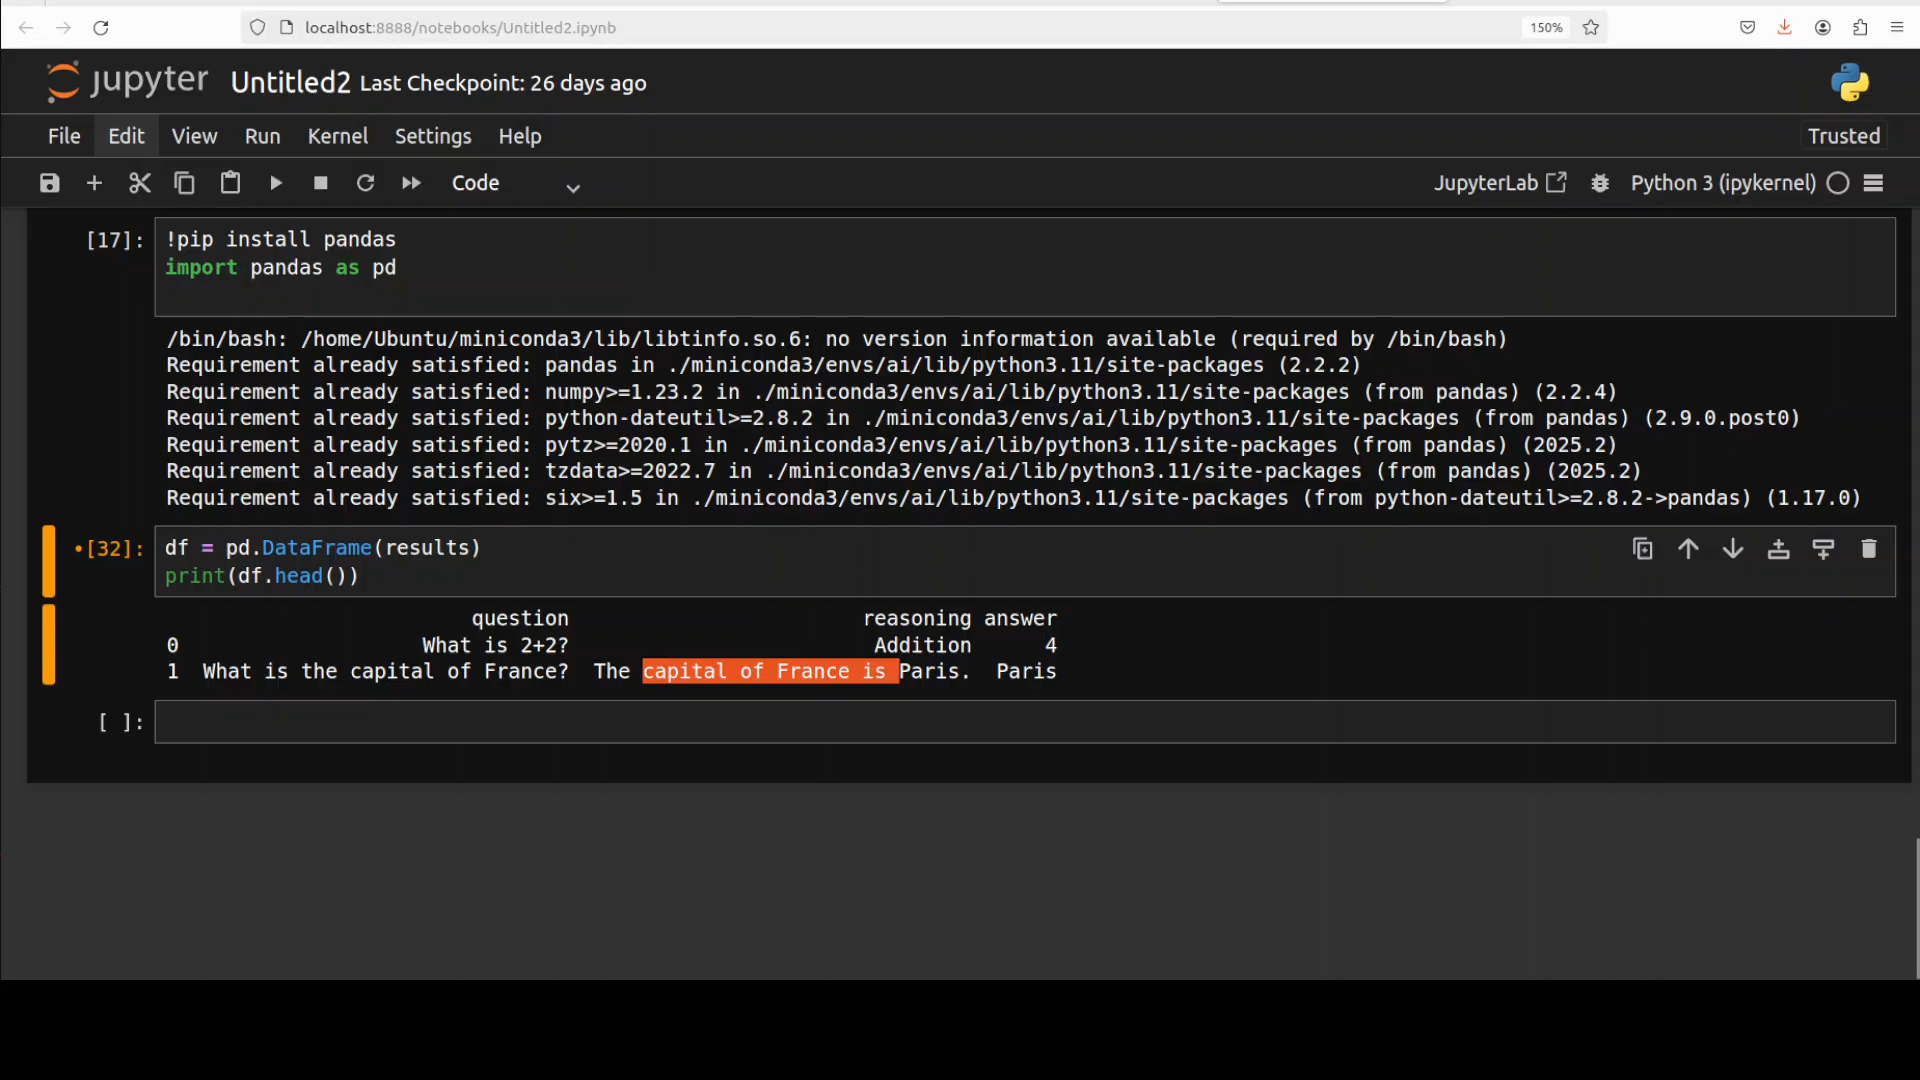 localhost:8888/notebooks/Untitled2.ipynb
150%
jupyter Untitled2 Last Checkpoint: 26 days ago
File Edit View Run Kernel Settings Help
Trusted
Code
JupyterLab
Python 3 (ipykernel)
[17]: !pip install pandas
import pandas as pd
/bin/bash: /home/Ubuntu/miniconda3/lib/libtinfo.so.6: no version information available (required by /bin/bash)
Requirement already satisfied: pandas in ./miniconda3/envs/ai/lib/python3.11/site-packages (2.2.2)
Requirement already satisfied: numpy>=1.23.2 in ./miniconda3/envs/ai/lib/python3.11/site-packages (from pandas) (2.2.4)
Requirement already satisfied: python-dateutil>=2.8.2 in ./miniconda3/envs/ai/lib/python3.11/site-packages (from pandas) (2.9.0.post0)
Requirement already satisfied: pytz>=2020.1 in ./miniconda3/envs/ai/lib/python3.11/site-packages (from pandas) (2025.2)
Requirement already satisfied: tzdata>=2022.7 in ./miniconda3/envs/ai/lib/python3.11/site-packages (from pandas) (2025.2)
Requirement already satisfied: six>=1.5 in ./miniconda3/envs/ai/lib/python3.11/site-packages (from python-dateutil>=2.8.2->pandas) (1.17.0)
•[32]: df = pd.DataFrame(results)
print(df.head())
question reasoning answer
0 What is 2+2? Addition 4
1 What is the capital of France? The capital of France is Paris. Paris
[ ]: